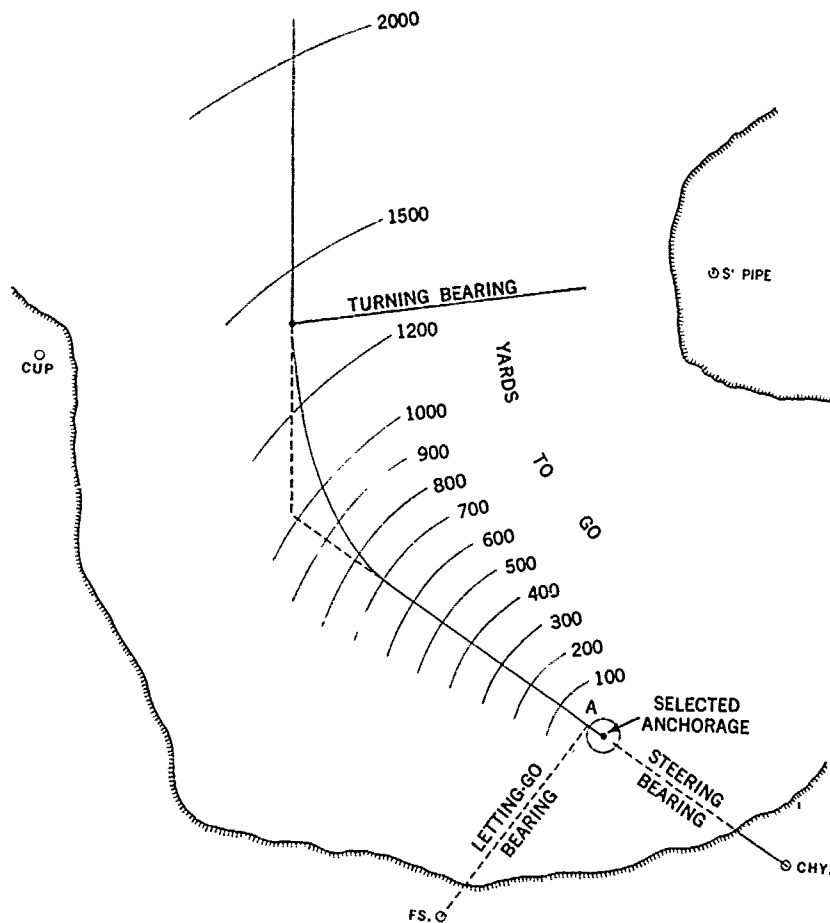 2000
1500
TURNING BEARING
S' PIPE
1200
CUP
YARDS
TO
GO
1000
900
800
700
600
500
400
300
200
100
A
SELECTED
ANCHORAGE
STEERING
BEARING
LETTING-GO
BEARING
CHY.
FS.